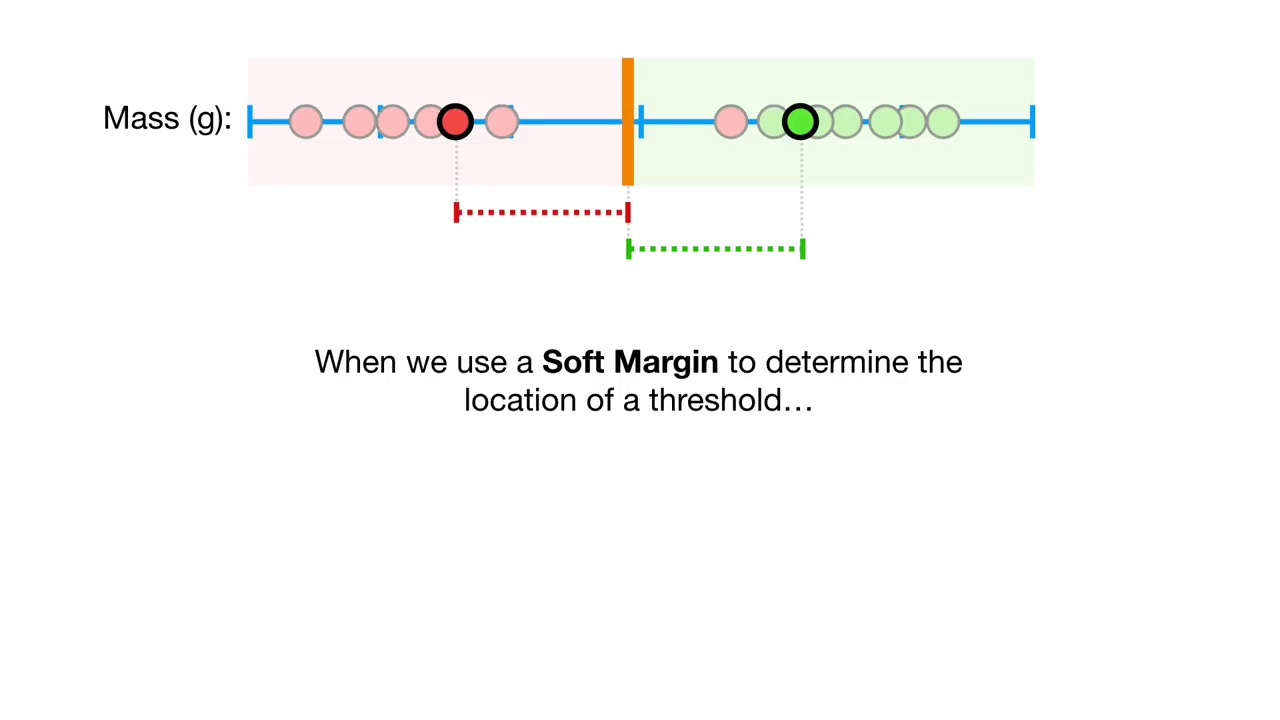 Mass (g):
When we use a Soft Margin to determine the
location of a threshold…